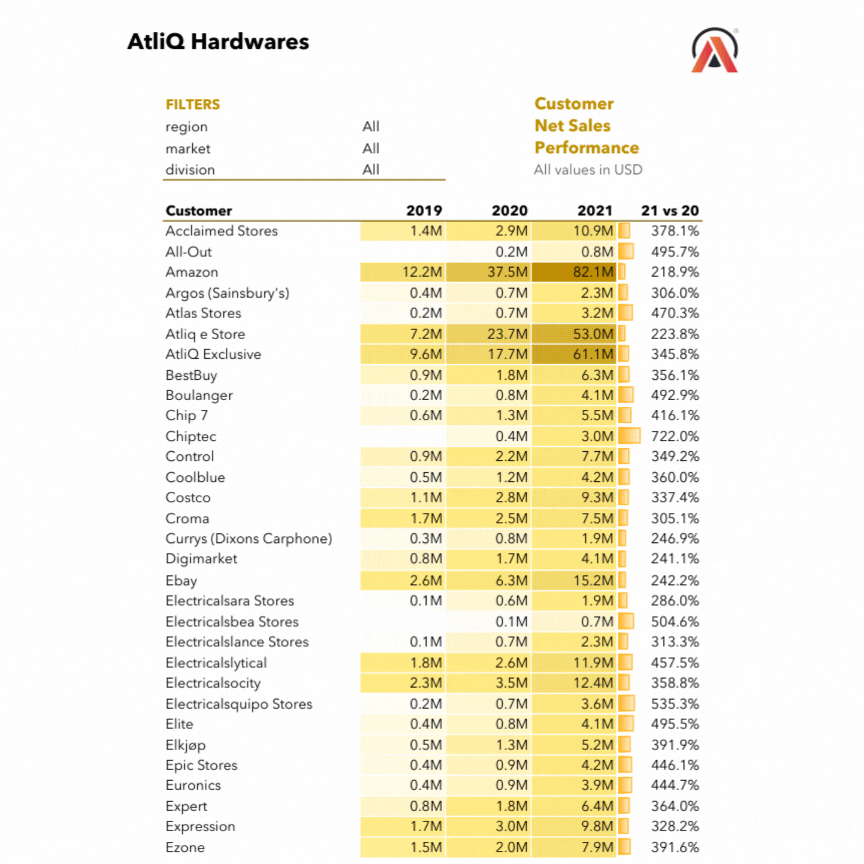 AtliQ Hardwares
FILTERS
region All
market All
division All
Customer
Net Sales
Performance
All values in USD
Customer 2019 2020 2021 21 vs 20
Acclaimed Stores 1.4M 2.9M 10.9M 378.1%
All-Out 0.2M 0.8M 495.7%
Amazon 12.2M 37.5M 82.1M 218.9%
Argos (Sainsbury's) 0.4M 0.7M 2.3M 306.0%
Atlas Stores 0.2M 0.7M 3.2M 470.3%
Atliq e Store 7.2M 23.7M 53.0M 223.8%
AtliQ Exclusive 9.6M 17.7M 61.1M 345.8%
BestBuy 0.9M 1.8M 6.3M 356.1%
Boulanger 0.2M 0.8M 4.1M 492.9%
Chip 7 0.6M 1.3M 5.5M 416.1%
Chiptec 0.4M 3.0M 722.0%
Control 0.9M 2.2M 7.7M 349.2%
Coolblue 0.5M 1.2M 4.2M 360.0%
Costco 1.1M 2.8M 9.3M 337.4%
Croma 1.7M 2.5M 7.5M 305.1%
Currys (Dixons Carphone) 0.3M 0.8M 1.9M 246.9%
Digimarket 0.8M 1.7M 4.1M 241.1%
Ebay 2.6M 6.3M 15.2M 242.2%
Electricalsara Stores 0.1M 0.6M 1.9M 286.0%
Electricalsbea Stores 0.1M 0.7M 504.6%
Electricalslance Stores 0.1M 0.7M 2.3M 313.3%
Electricalslytical 1.8M 2.6M 11.9M 457.5%
Electricalsocity 2.3M 3.5M 12.4M 358.8%
Electricalsquipo Stores 0.2M 0.7M 3.6M 535.3%
Elite 0.4M 0.8M 4.1M 495.5%
Elkjøp 0.5M 1.3M 5.2M 391.9%
Epic Stores 0.4M 0.9M 4.2M 446.1%
Euronics 0.4M 0.9M 3.9M 444.7%
Expert 0.8M 1.8M 6.4M 364.0%
Expression 1.7M 3.0M 9.8M 328.2%
Ezone 1.5M 2.0M 7.9M 391.6%